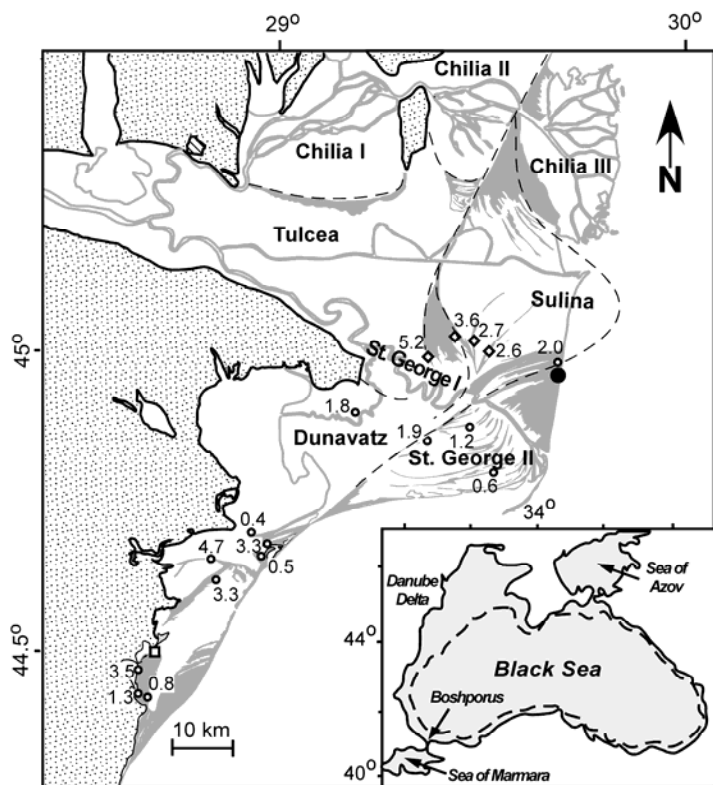 29°
30°
Chilia II
Chilia I
Chilia III
N
Tulcea
Sulina
3.6
2.7
45°
5.2
2.6
2.0
St. George I
1.8
Dunavatz
1.9
1.2
St. George II
0.6
34°
0.4
4.7
3.3
0.5
3.3
Sea of
Azov
Danube
Delta
44.5°
44°
3.5
Black Sea
1.3
0.8
Boshporus
10 km
40°
Sea of Marmara